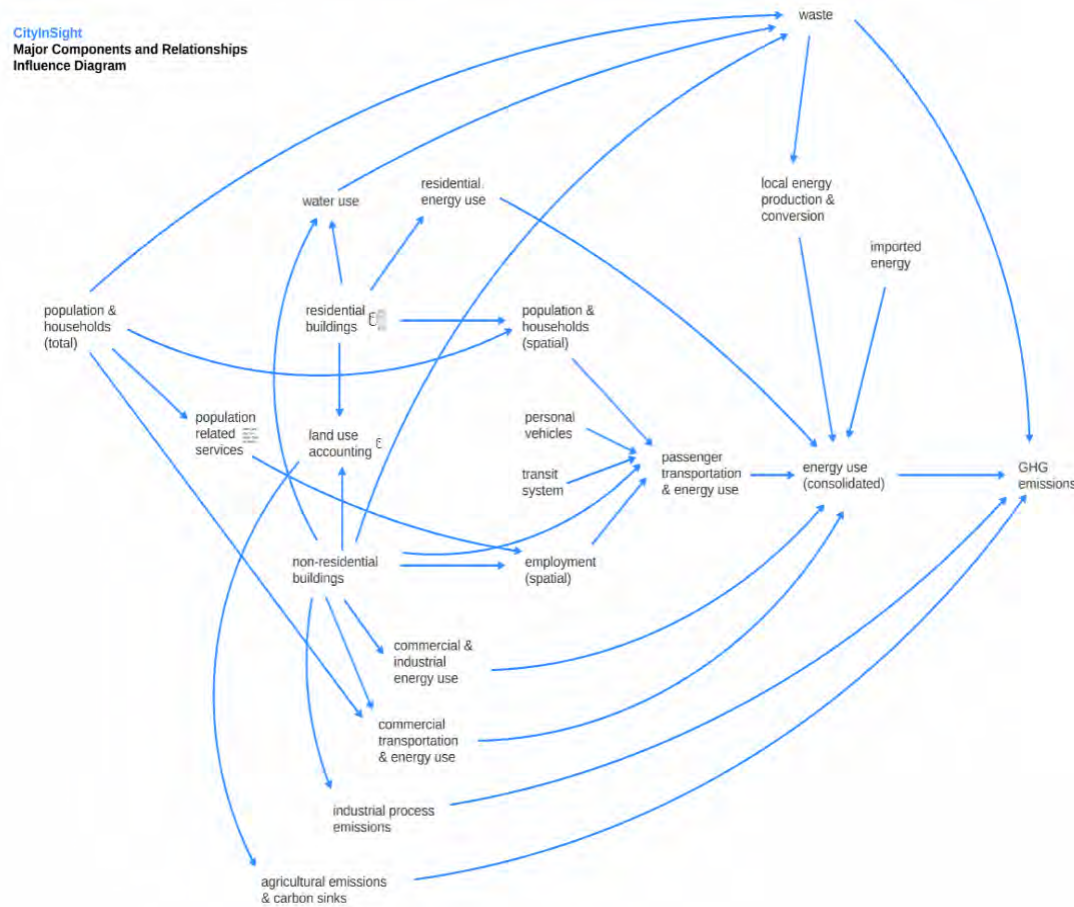 CityInSight
Major Components and Relationships
Influence Diagram
waste
residential
energy use
water use
local energy
production &
conversion
imported
energy
population &
households
(total)
residential
buildings
population &
households
(spatial)
population
related
services
land use
accounting
personal
vehicles
transit
system
passenger
transportation
& energy use
energy use
(consolidated)
GHG
emissions
non-residential
buildings
employment
(spatial)
commercial &
industrial
energy use
commercial
transportation
& energy use
industrial process
emissions
agricultural emissions
& carbon sinks